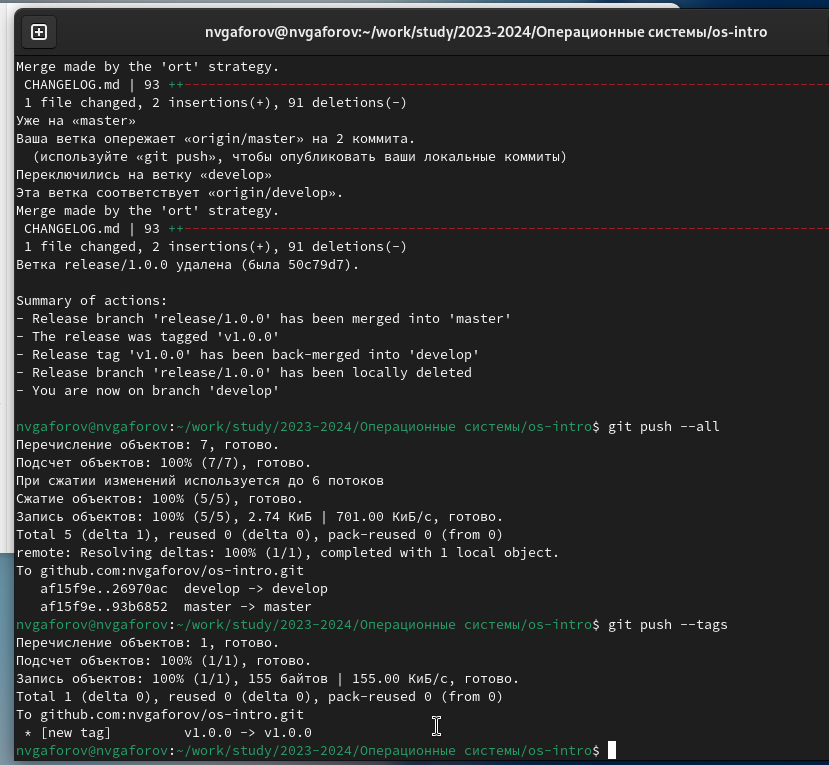 nvgaforov@nvgaforov:~/work/study/2023-2024/Операционные системы/os-intro
Merge made by the 'ort' strategy.
 CHANGELOG.md | 93 ++-------------------------------------------------------------------------------
 1 file changed, 2 insertions(+), 91 deletions(-)
Уже на «master»
Ваша ветка опережает «origin/master» на 2 коммита.
  (используйте «git push», чтобы опубликовать ваши локальные коммиты)
Переключились на ветку «develop»
Эта ветка соответствует «origin/develop».
Merge made by the 'ort' strategy.
 CHANGELOG.md | 93 ++-------------------------------------------------------------------------------
 1 file changed, 2 insertions(+), 91 deletions(-)
Ветка release/1.0.0 удалена (была 50c79d7).
Summary of actions:
- Release branch 'release/1.0.0' has been merged into 'master'
- The release was tagged 'v1.0.0'
- Release tag 'v1.0.0' has been back-merged into 'develop'
- Release branch 'release/1.0.0' has been locally deleted
- You are now on branch 'develop'
nvgaforov@nvgaforov:~/work/study/2023-2024/Операционные системы/os-intro$ git push --all
Перечисление объектов: 7, готово.
Подсчет объектов: 100% (7/7), готово.
При сжатии изменений используется до 6 потоков
Сжатие объектов: 100% (5/5), готово.
Запись объектов: 100% (5/5), 2.74 КиБ | 701.00 КиБ/с, готово.
Total 5 (delta 1), reused 0 (delta 0), pack-reused 0 (from 0)
remote: Resolving deltas: 100% (1/1), completed with 1 local object.
To github.com:nvgaforov/os-intro.git
   af15f9e..26970ac  develop -> develop
   af15f9e..93b6852  master -> master
nvgaforov@nvgaforov:~/work/study/2023-2024/Операционные системы/os-intro$ git push --tags
Перечисление объектов: 1, готово.
Подсчет объектов: 100% (1/1), готово.
Запись объектов: 100% (1/1), 155 байтов | 155.00 КиБ/с, готово.
Total 1 (delta 0), reused 0 (delta 0), pack-reused 0 (from 0)
To github.com:nvgaforov/os-intro.git
 * [new tag]         v1.0.0 -> v1.0.0
nvgaforov@nvgaforov:~/work/study/2023-2024/Операционные системы/os-intro$